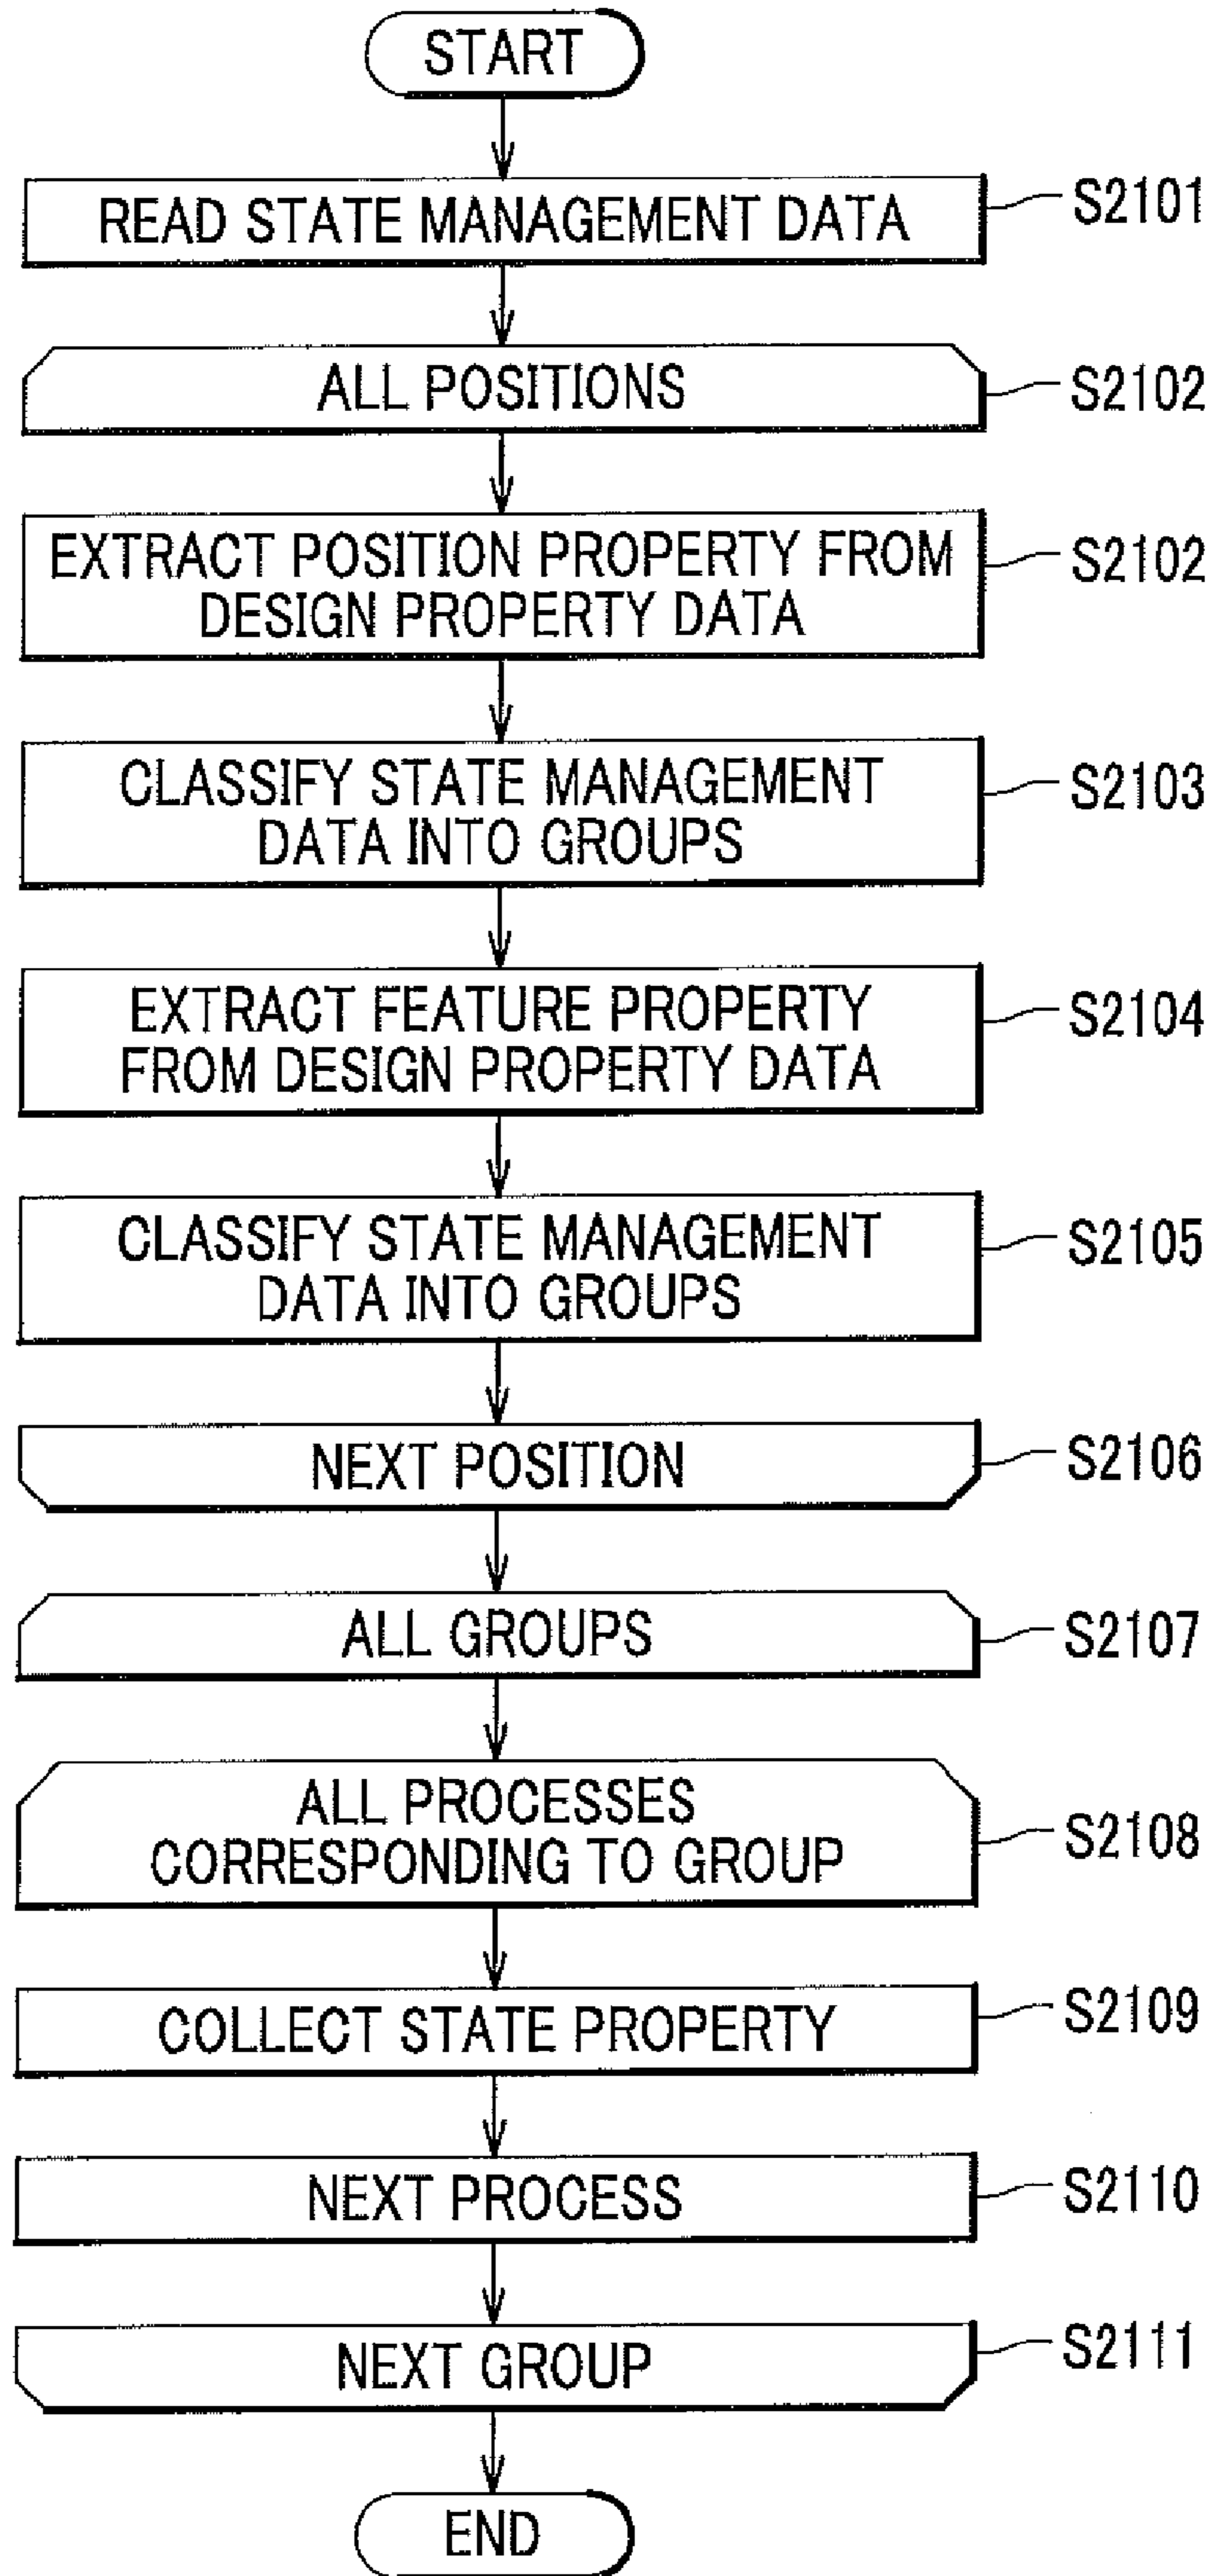 START
READ STATE MANAGEMENT DATA
S2101
ALL POSITIONS
S2102
EXTRACT POSITION PROPERTY FROM
DESIGN PROPERTY DATA
S2102
CLASSIFY STATE MANAGEMENT
DATA INTO GROUPS
S2103
EXTRACT FEATURE PROPERTY
FROM DESIGN PROPERTY DATA
S2104
CLASSIFY STATE MANAGEMENT
DATA INTO GROUPS
S2105
NEXT POSITION
S2106
ALL GROUPS
S2107
ALL PROCESSES
CORRESPONDING TO GROUP
S2108
COLLECT STATE PROPERTY
S2109
NEXT PROCESS
S2110
NEXT GROUP
S2111
END